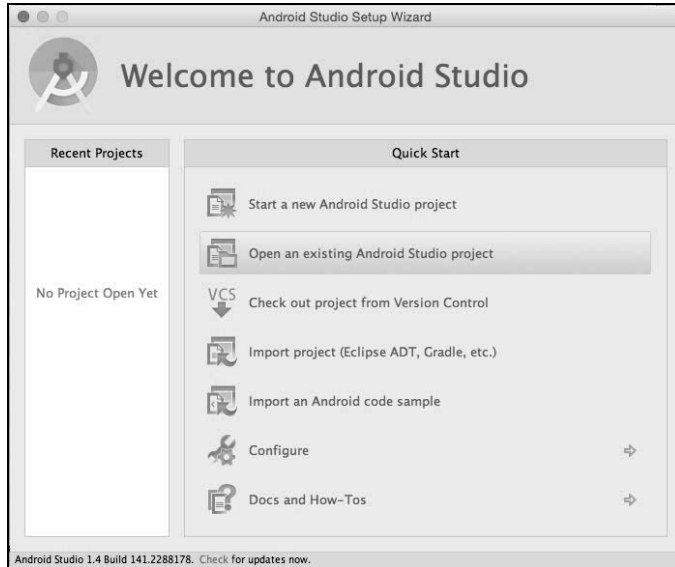 Android Studio Setup Wizard
Welcome to Android Studio
Recent Projects
No Project Open Yet
Quick Start
Start a new Android Studio project
Open an existing Android Studio project
VCS
Check out project from Version Control
Import project (Eclipse ADT, Gradle, etc.)
Import an Android code sample
Configure
Docs and How-Tos
Android Studio 1.4 Build 141.2288178. Check for updates now.